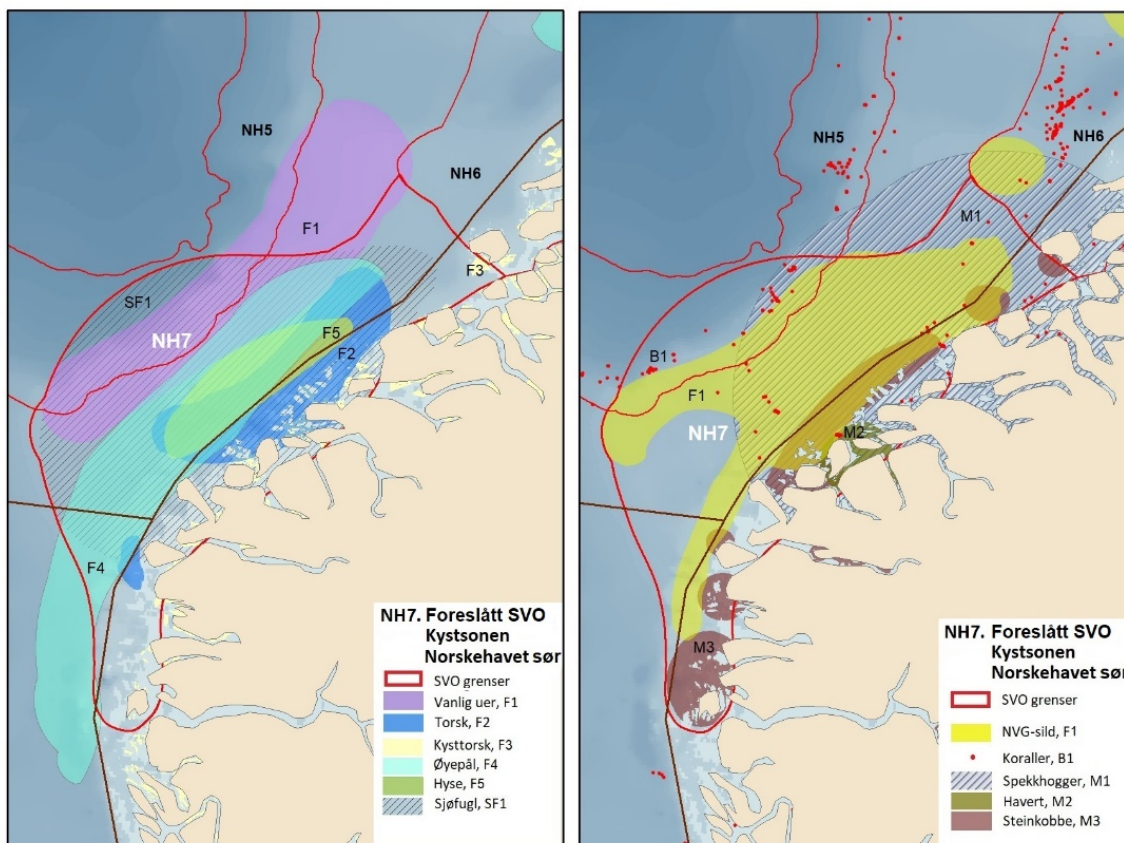 NH5
NH6
F1
F3
SF1
NH7
F5
F2
F4
NH7. Foreslått SVO
Kystsonen
Norskehavet sør
SVO grenser
Vanlig uer, F1
Torsk, F2
Kysttorsk, F3
Øyepål, F4
Hyse, F5
Sjøfugl, SF1
NH5
NH6
M1
B1
F1
NH7
M2
M3
NH7. Foreslått SVO
Kystsonen
Norskehavet sør
SVO grenser
NVG-sild, F1
Koraller, B1
Spekkhogger, M1
Havert, M2
Steinkobbe, M3